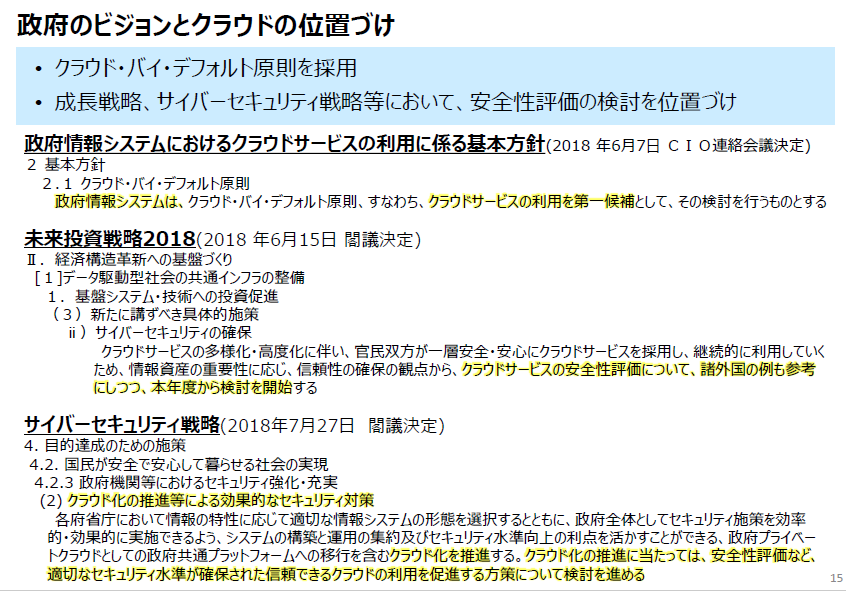 政府のビジョンとクラウドの位置づけ
• クラウド・バイ・デフォルト原則を採用
• 成長戦略、サイバーセキュリティ戦略等において、安全性評価の検討を位置づけ
政府情報システムにおけるクラウドサービスの利用に係る基本方針(2018 年6月7日 ＣＩＯ連絡会議決定)
２ 基本方針
２.１ クラウド・バイ・デフォルト原則
政府情報システムは、クラウド・バイ・デフォルト原則、すなわち、クラウドサービスの利用を第一候補として、その検討を行うものとする
未来投資戦略2018(2018 年6月15日 閣議決定)
Ⅱ．経済構造革新への基盤づくり
[１]データ駆動型社会の共通インフラの整備
１．基盤システム・技術への投資促進
（３）新たに講ずべき具体的施策
ⅱ）サイバーセキュリティの確保
クラウドサービスの多様化・高度化に伴い、官民双方が一層安全・安心にクラウドサービスを採用し、継続的に利用していく
ため、情報資産の重要性に応じ、信頼性の確保の観点から、クラウドサービスの安全性評価について、諸外国の例も参考
にしつつ、本年度から検討を開始する
サイバーセキュリティ戦略(2018年7月27日 閣議決定)
4. 目的達成のための施策
4.2. 国民が安全で安心して暮らせる社会の実現
4.2.3 政府機関等におけるセキュリティ強化・充実
(2) クラウド化の推進等による効果的なセキュリティ対策
各府省庁において情報の特性に応じて適切な情報システムの形態を選択するとともに、政府全体としてセキュリティ施策を効率
的・効果的に実施できるよう、システムの構築と運用の集約及びセキュリティ水準向上の利点を活かすことができる、政府プライベー
トクラウドとしての政府共通プラットフォームへの移行を含むクラウド化を推進する。クラウド化の推進に当たっては、安全性評価など、
適切なセキュリティ水準が確保された信頼できるクラウドの利用を促進する方策について検討を進める
15